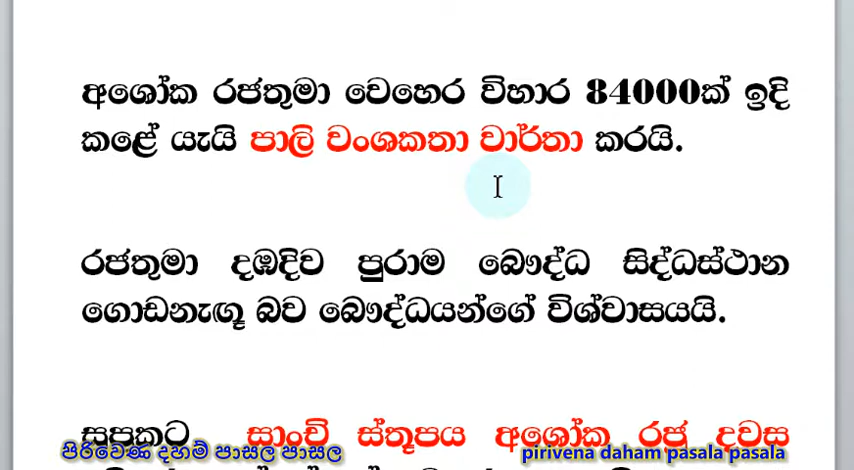 අශෝක රජතුමා වෙහෙර විහාර 84000ක් ඉදි
කළේ යැයි පාලි වංශකතා වාර්තා කරයි.
රජතුමා දඹදිව පුරාම බෞද්ධ සිද්ධස්ථාන
ගොඩනැඟූ බව බෞද්ධයන්ගේ විශ්වාසයයි.
සුපකට සාංචි ස්තූපය අශෝක රජු දවස
පිරිවෙණ දහම් පාසල පාසල pirivena daham pasala pasala